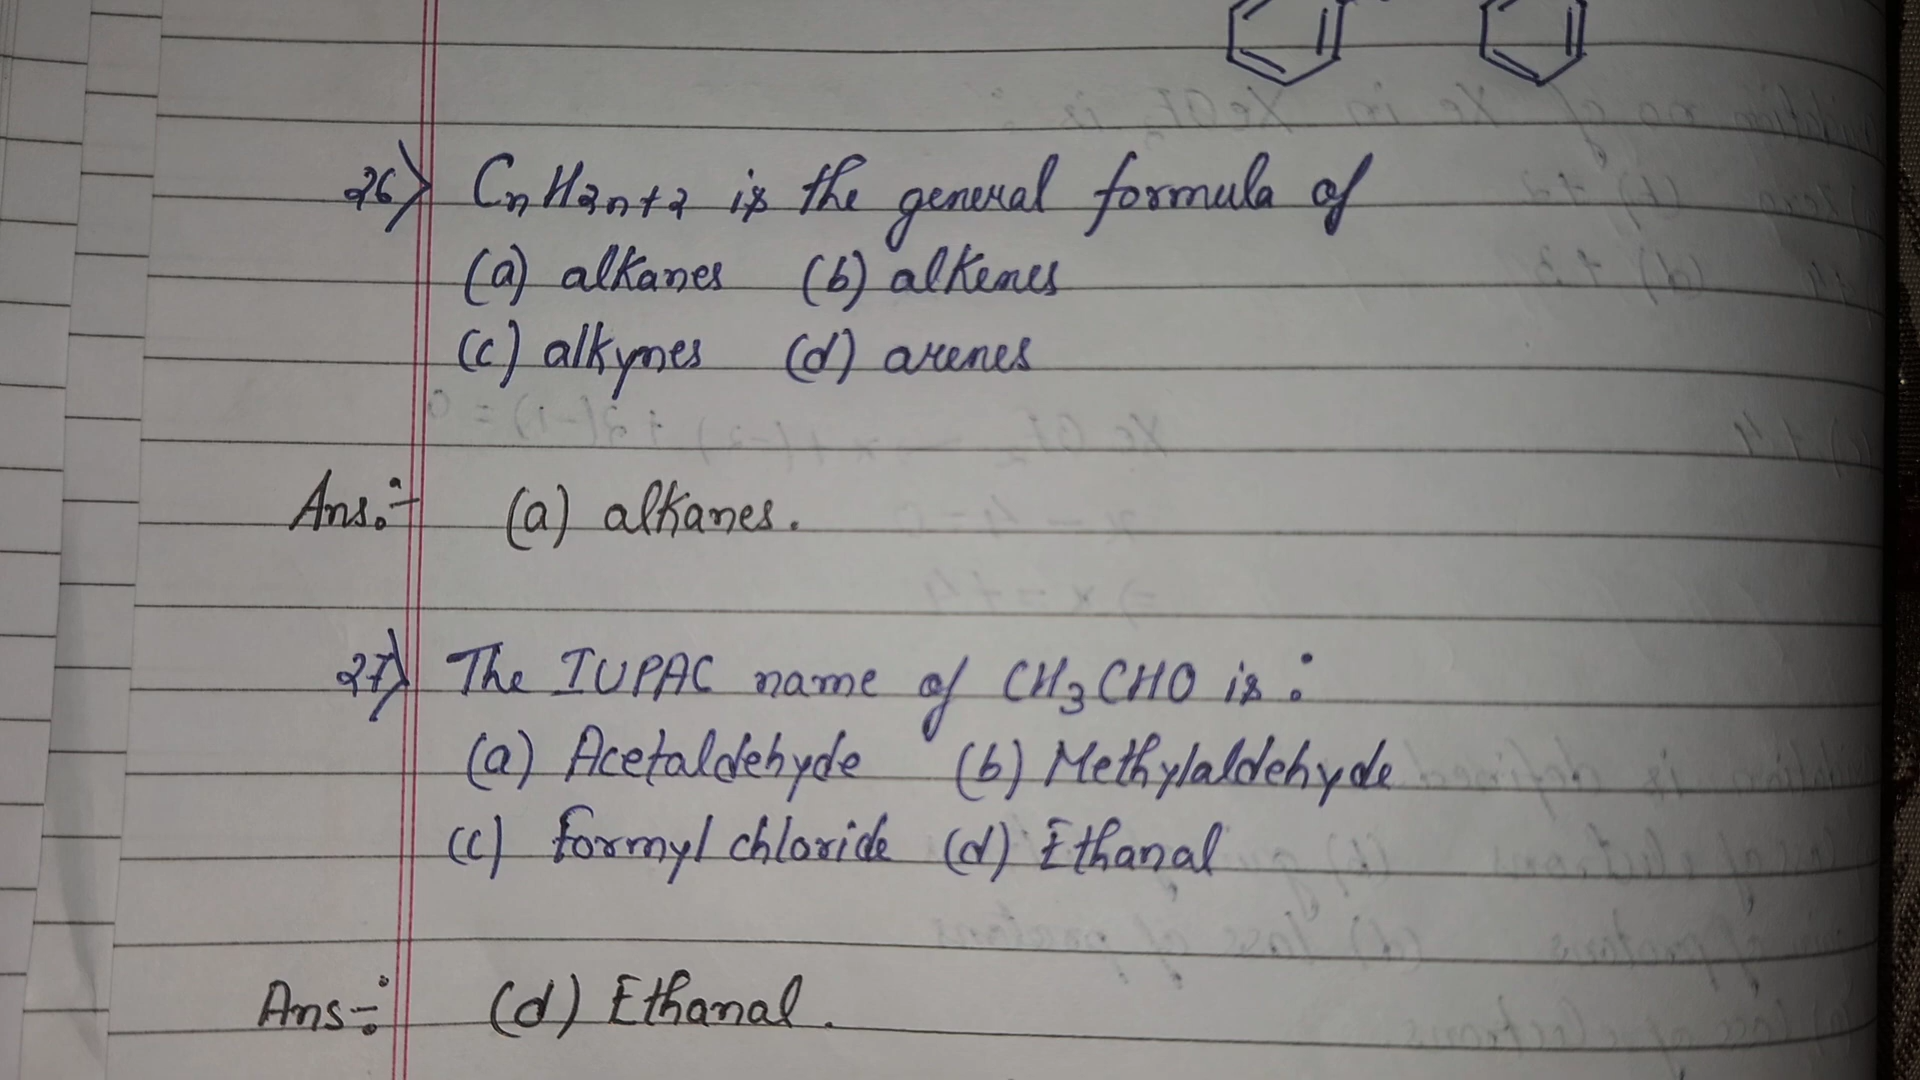 26) CnH2n+2 is the general formula of
(a) alkanes (b) alkenes
(c) alkynes (d) arenes
Ans.:- (a) alkanes.
27) The IUPAC name of CH3CHO is :
(a) Acetaldehyde (b) Methylaldehyde
(c) formyl chloride (d) Ethanal
Ans-: (d) Ethanal.